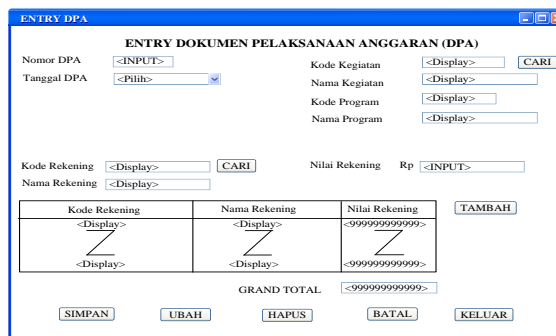 ENTRY DPA
ENTRY DOKUMEN PELAKSANAAN ANGGARAN (DPA)
Nomor DPA <INPUT>
Tanggal DPA <Pilih>
Kode Kegiatan <Display> CARI
Nama Kegiatan <Display>
Kode Program <Display>
Nama Program <Display>
Kode Rekening <Display> CARI Nilai Rekening Rp <INPUT>
Nama Rekening <Display>
Kode Rekening Nama Rekening Nilai Rekening TAMBAH
<Display> <Display> <999999999999>
<Display> <Display> <999999999999>
GRAND TOTAL <999999999999>
SIMPAN UBAH HAPUS BATAL KELUAR